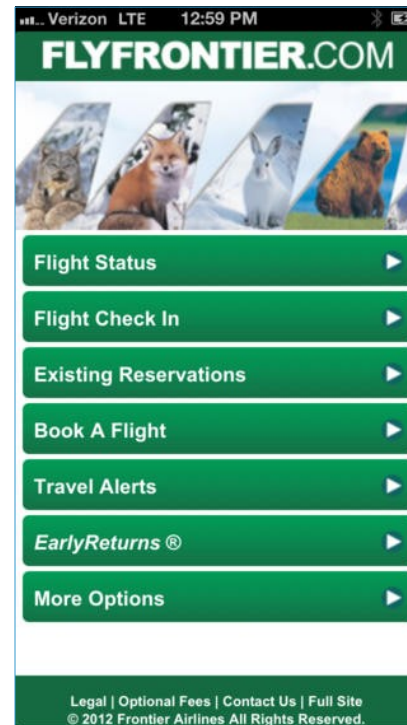 Verizon LTE 12:59 PM
FLYFRONTIER.COM
Flight Status
Flight Check In
Existing Reservations
Book A Flight
Travel Alerts
EarlyReturns ®
More Options
Legal | Optional Fees | Contact Us | Full Site
© 2012 Frontier Airlines All Rights Reserved.